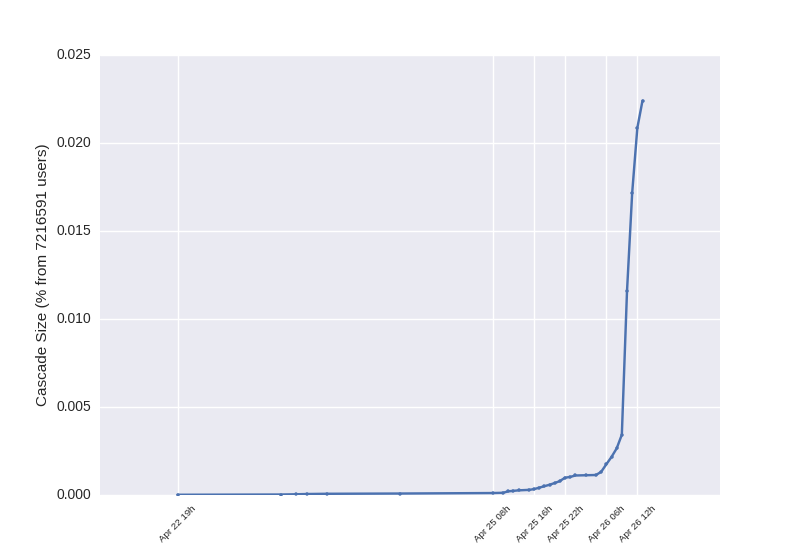 0.025
0.020
0.015
0.010
0.005
0.000
Cascade Size (% from 7216591 users)
Apr 22 19h
Apr 25 08h
Apr 25 16h
Apr 25 22h
Apr 26 06h
Apr 26 12h